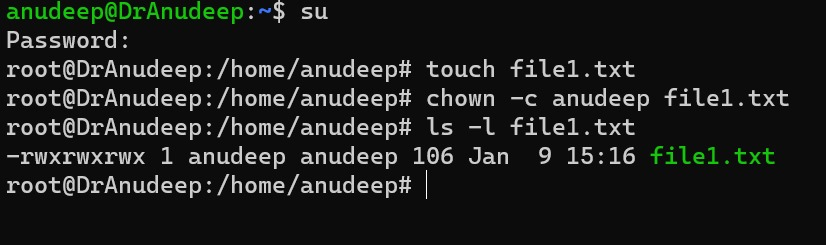 anudeep@DrAnudeep:~$ su
Password:
root@DrAnudeep:/home/anudeep# touch file1.txt
root@DrAnudeep:/home/anudeep# chown -c anudeep file1.txt
root@DrAnudeep:/home/anudeep# ls -l file1.txt
-rwxrwxrwx 1 anudeep anudeep 106 Jan  9 15:16 file1.txt
root@DrAnudeep:/home/anudeep#